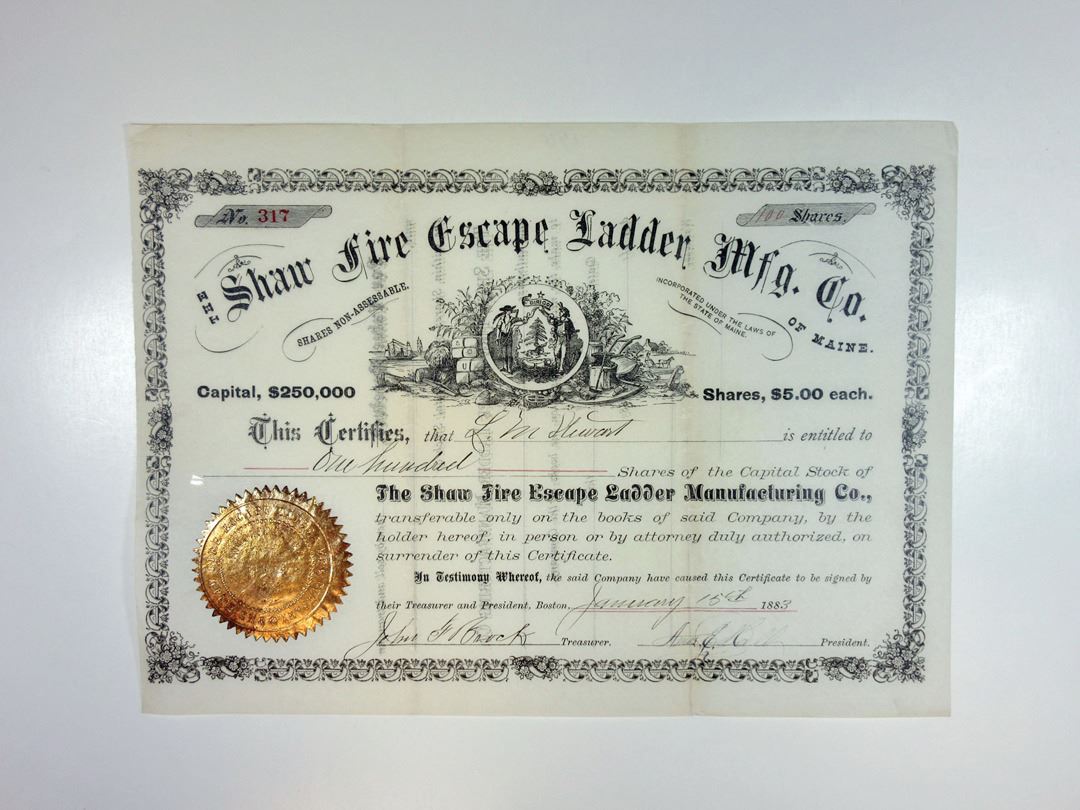 No. 317
100 Shares.
THE Shaw Fire Escape Ladder Mfg. Co. OF MAINE.
SHARES NON-ASSESSABLE.
INCORPORATED UNDER THE LAWS OF
THE STATE OF MAINE.
DIRIGO
Capital, $250,000
Shares, $5.00 each.
This Certifies, that L M Stewart is entitled to
One hundred Shares of the Capital Stock of
The Shaw Fire Escape Ladder Manufacturing Co.,
transferable only on the books of said Company, by the
holder hereof, in person or by attorney duly authorized, on
surrender of this Certificate.
In Testimony Whereof, the said Company have caused this Certificate to be signed by
their Treasurer and President, Boston, January 15th 1883
John F Brock Treasurer.
President.